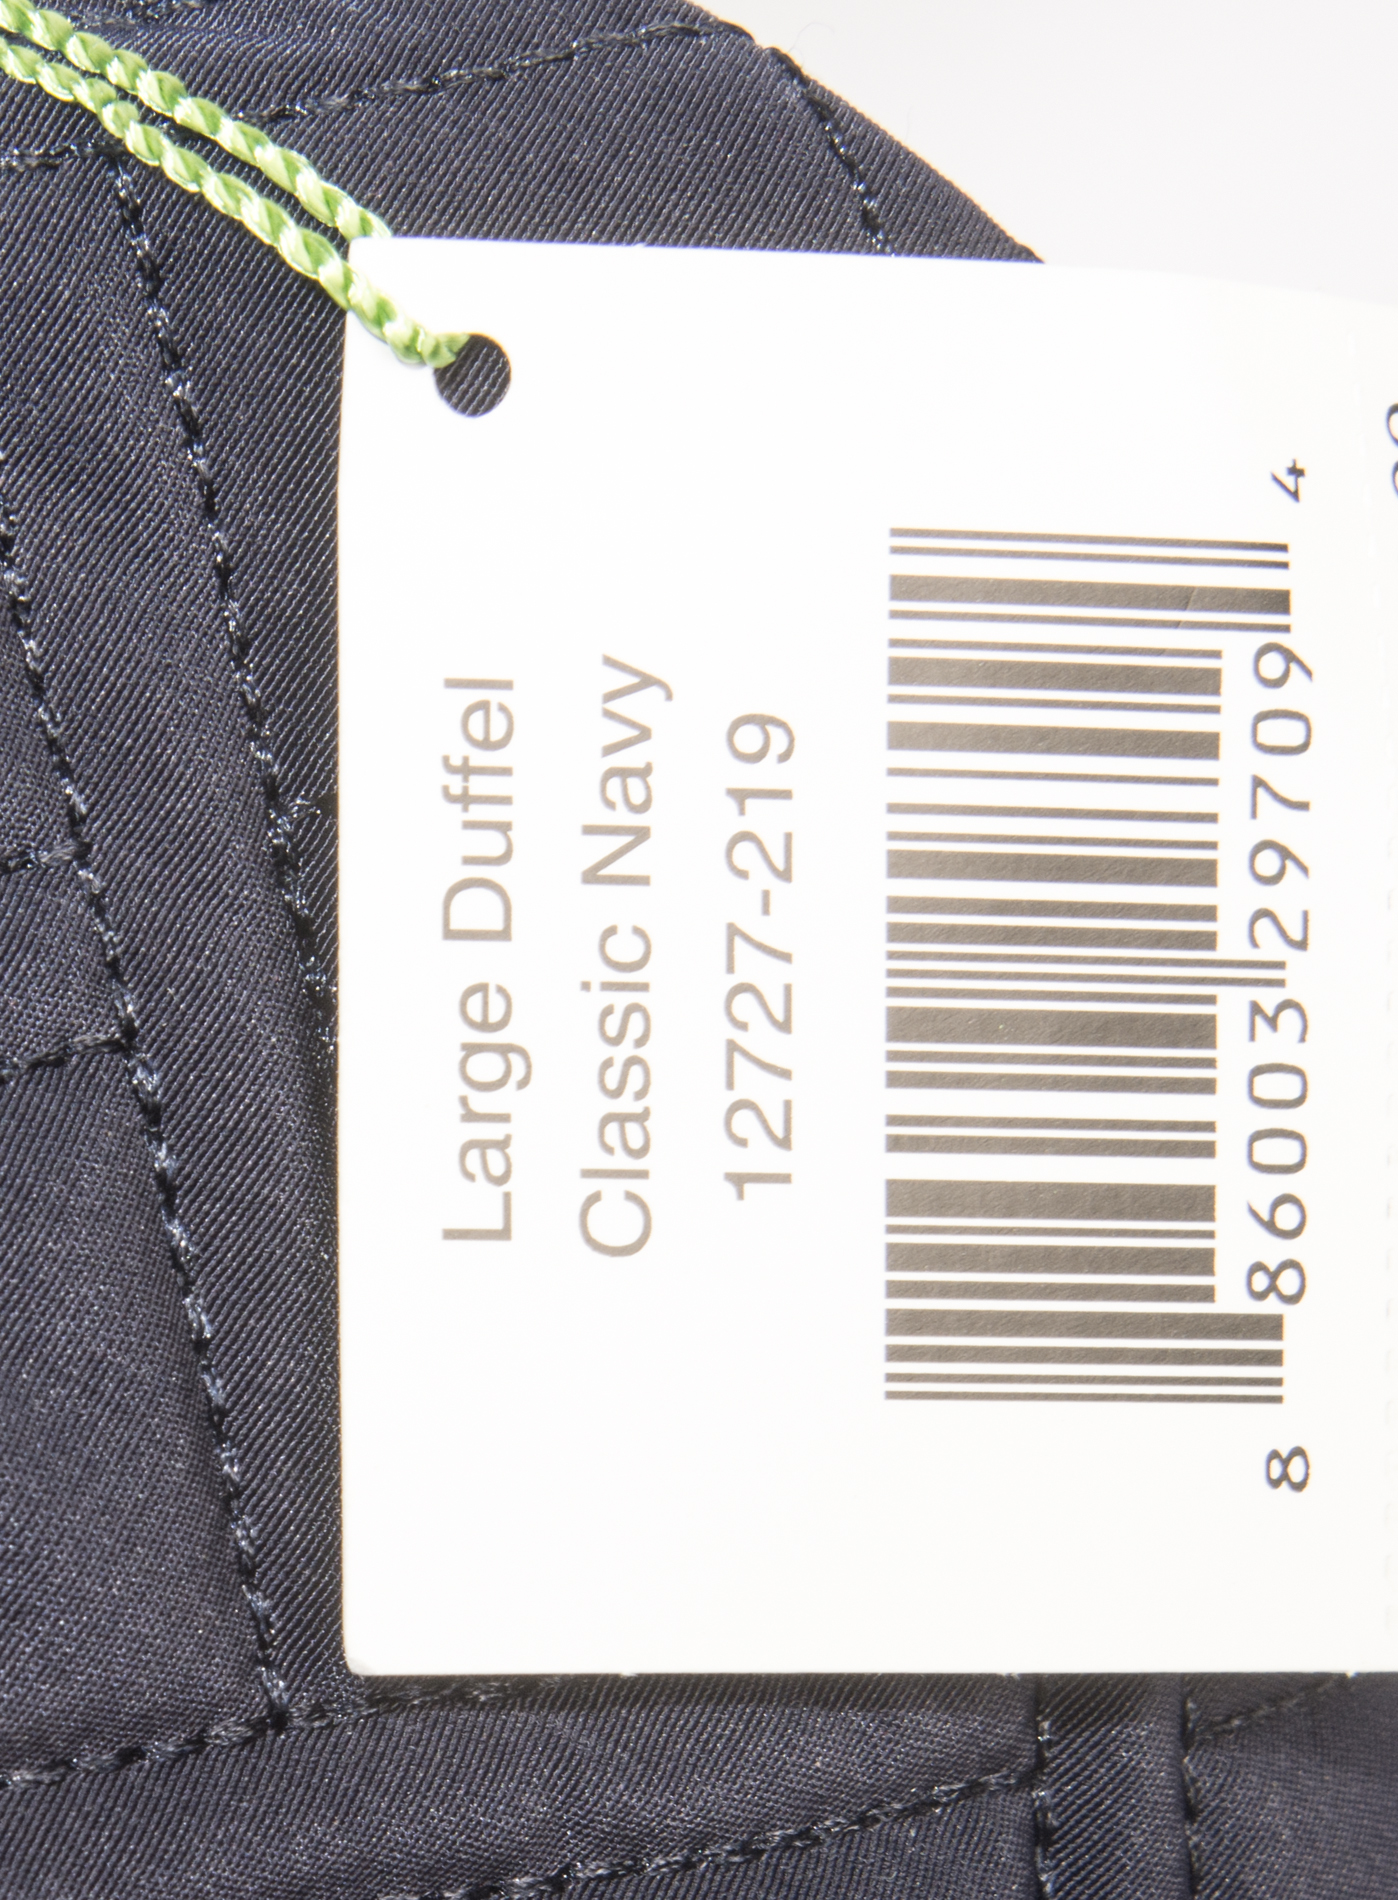 Large Duffel
Classic Navy
12727-219
8 86003 29709 4